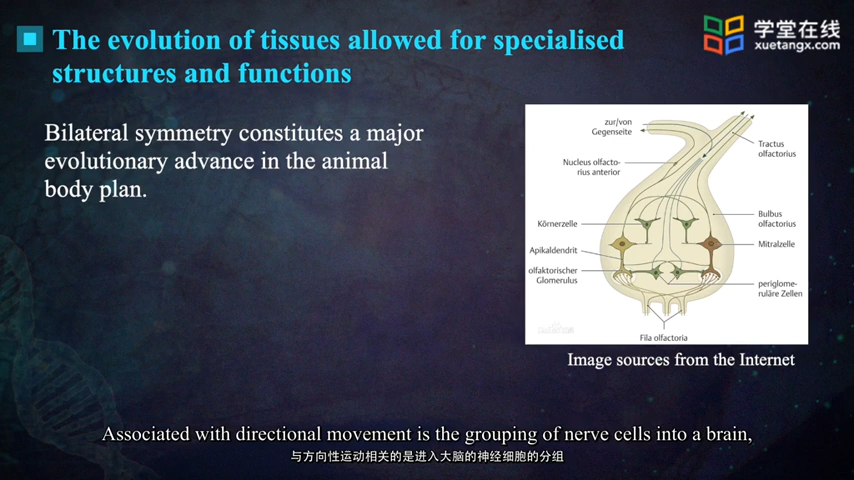 学堂在线
xuetangx.com
The evolution of tissues allowed for specialised
structures and functions
Bilateral symmetry constitutes a major
evolutionary advance in the animal
body plan.
zur/von
Gegenseite
Tractus
olfactorius
Nucleus olfacto-
rius anterior
Körnerzelle
Bulbus
olfactorius
Apikaldendrit
Mitralzelle
olfaktorischer
Glomerulus
periglome-
ruläre Zellen
Fila olfactoria
Image sources from the Internet
Associated with directional movement is the grouping of nerve cells into a brain,
与方向性运动相关的是进入大脑的神经细胞的分组